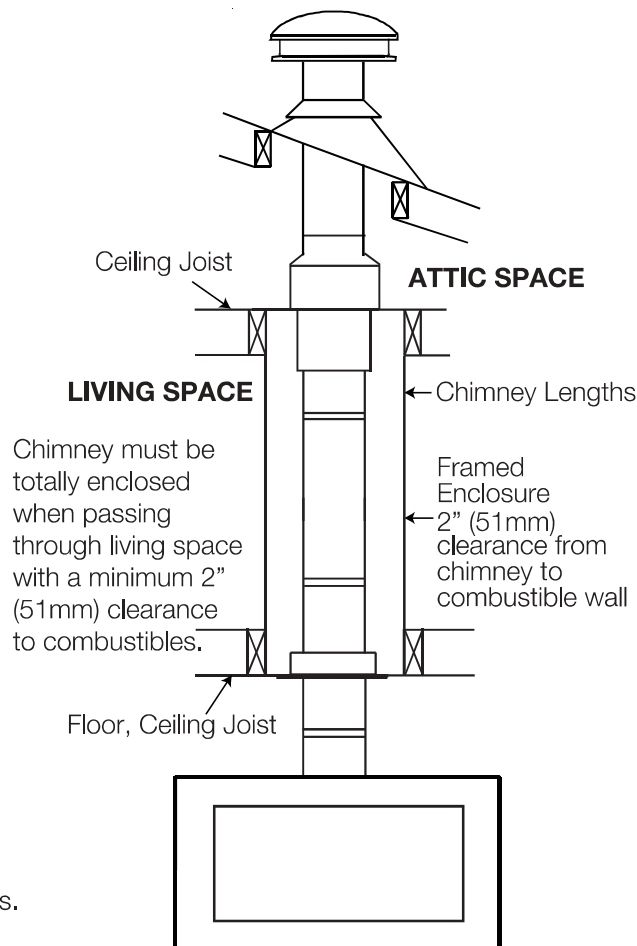 Ceiling Joist
ATTIC SPACE
LIVING SPACE
Chimney Lengths
Chimney must be
totally enclosed
when passing
through living space
with a minimum 2"
(51mm) clearance
to combustibles.
Framed
Enclosure
2" (51mm)
clearance from
chimney to
combustible wall
Floor, Ceiling Joist
s.